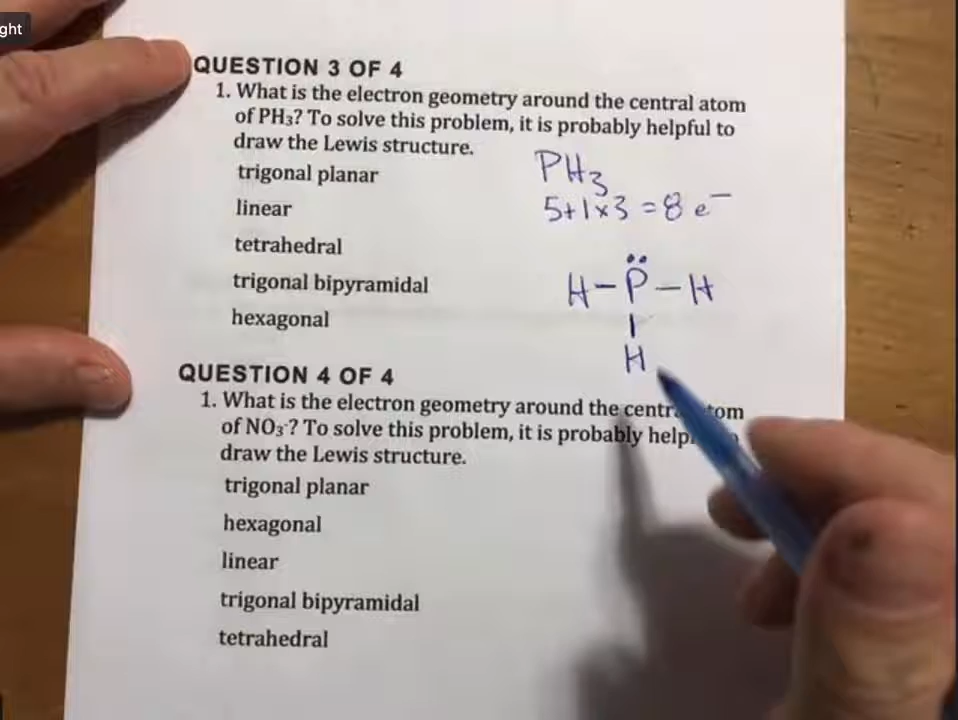 ght
QUESTION 3 OF 4
1. What is the electron geometry around the central atom
of PH₃? To solve this problem, it is probably helpful to
draw the Lewis structure.
trigonal planar
PH₃
linear
5+1×3 = 8 e⁻
tetrahedral
trigonal bipyramidal
H–P–H
hexagonal
H
QUESTION 4 OF 4
1. What is the electron geometry around the
of NO₃⁻? To solve this problem, it is probably
draw the Lewis structure.
trigonal planar
hexagonal
linear
trigonal bipyramidal
tetrahedral